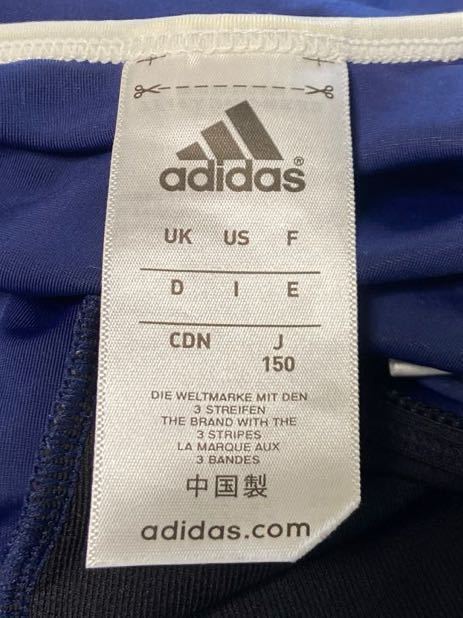 adidas®
UK US F
D I E
CDN J
150
DIE WELTMARKE MIT DEN
3 STREIFEN
THE BRAND WITH THE
3 STRIPES
LA MARQUE AUX
3 BANDES
中国製
adidas.com